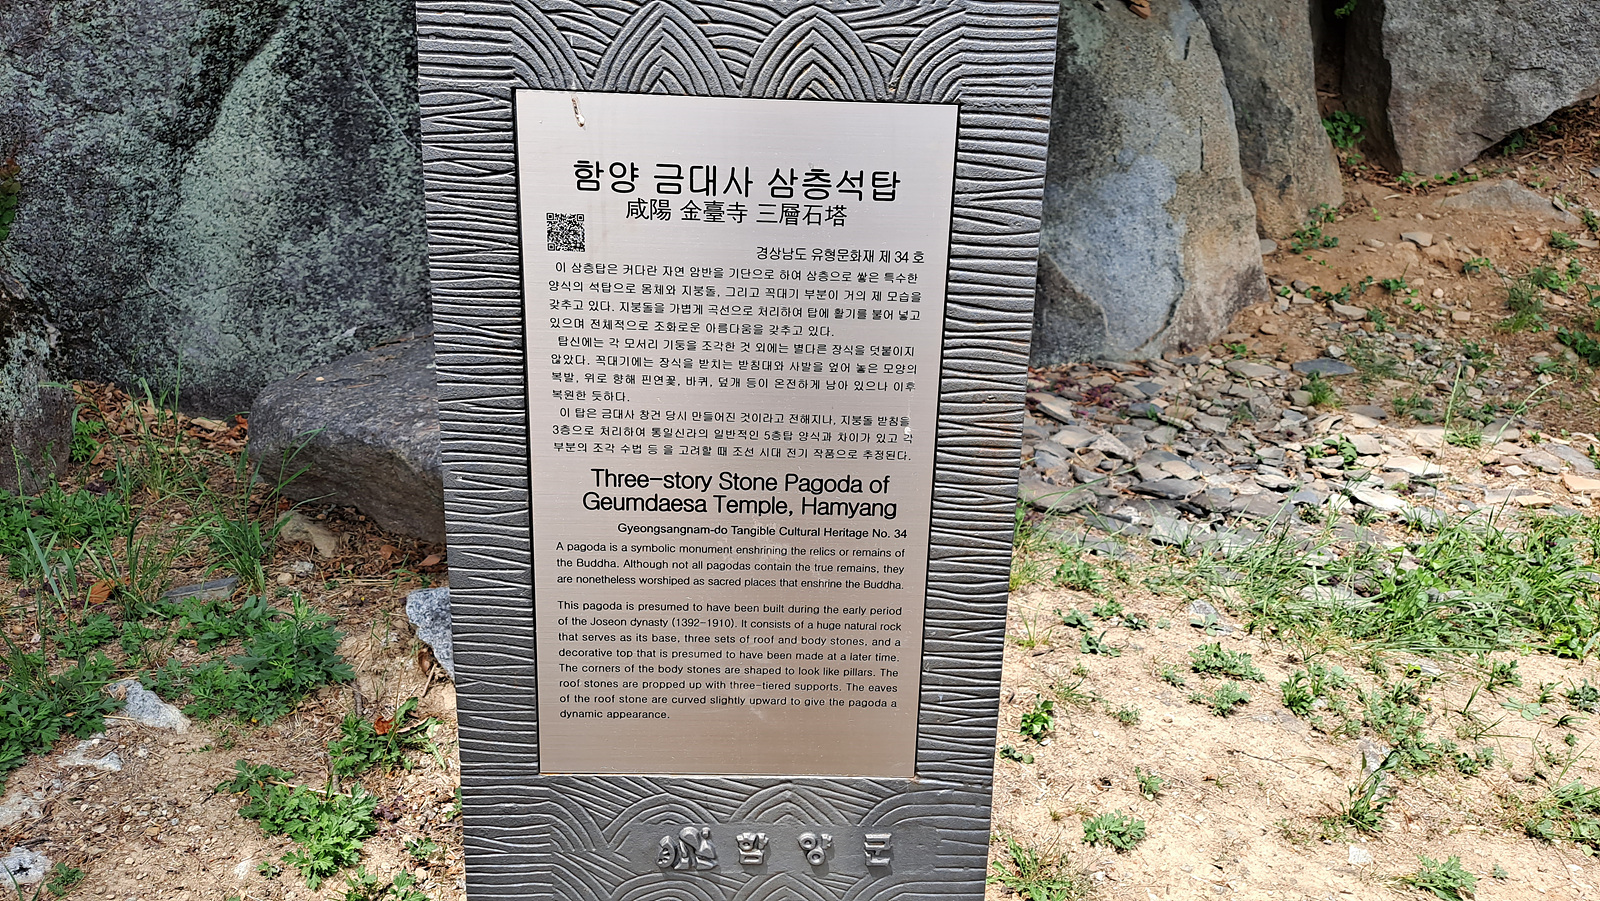 함양 금대사 삼층석탑
咸陽 金臺寺 三層石塔
경상남도 유형문화재 제 34 호
이 삼층탑은 커다란 자연 암반을 기단으로 하여 삼층으로 쌓은 특수한
양식의 석탑으로 몸체와 지붕돌, 그리고 꼭대기 부분이 거의 제 모습을
갖추고 있다. 지붕돌을 가볍게 곡선으로 처리하여 탑에 활기를 불어 넣고
있으며 전체적으로 조화로운 아름다움을 갖추고 있다.
탑신에는 각 모서리 기둥을 조각한 것 외에는 별다른 장식을 덧붙이지
않았다. 꼭대기에는 장식을 받치는 받침대와 사발을 엎어 놓은 모양의
복발, 위로 향해 핀연꽃, 바퀴, 덮개 등이 온전하게 남아 있으나 이후
복원한 듯하다.
이 탑은 금대사 창건 당시 만들어진 것이라고 전해지나, 지붕돌 받침을
3층으로 처리하여 통일신라의 일반적인 5층탑 양식과 차이가 있고 각
부분의 조각 수법 등 을 고려할 때 조선 시대 전기 작품으로 추정된다.
Three-story Stone Pagoda of
Geumdaesa Temple, Hamyang
Gyeongsangnam-do Tangible Cultural Heritage No. 34
A pagoda is a symbolic monument enshrining the relics or remains of
the Buddha. Although not all pagodas contain the true remains, they
are nonetheless worshiped as sacred places that enshrine the Buddha.
This pagoda is presumed to have been built during the early period
of the Joseon dynasty (1392-1910). It consists of a huge natural rock
that serves as its base, three sets of roof and body stones, and a
decorative top that is presumed to have been made at a later time.
The corners of the body stones are shaped to look like pillars. The
roof stones are propped up with three-tiered supports. The eaves
of the roof stone are curved slightly upward to give the pagoda a
dynamic appearance.
함양군